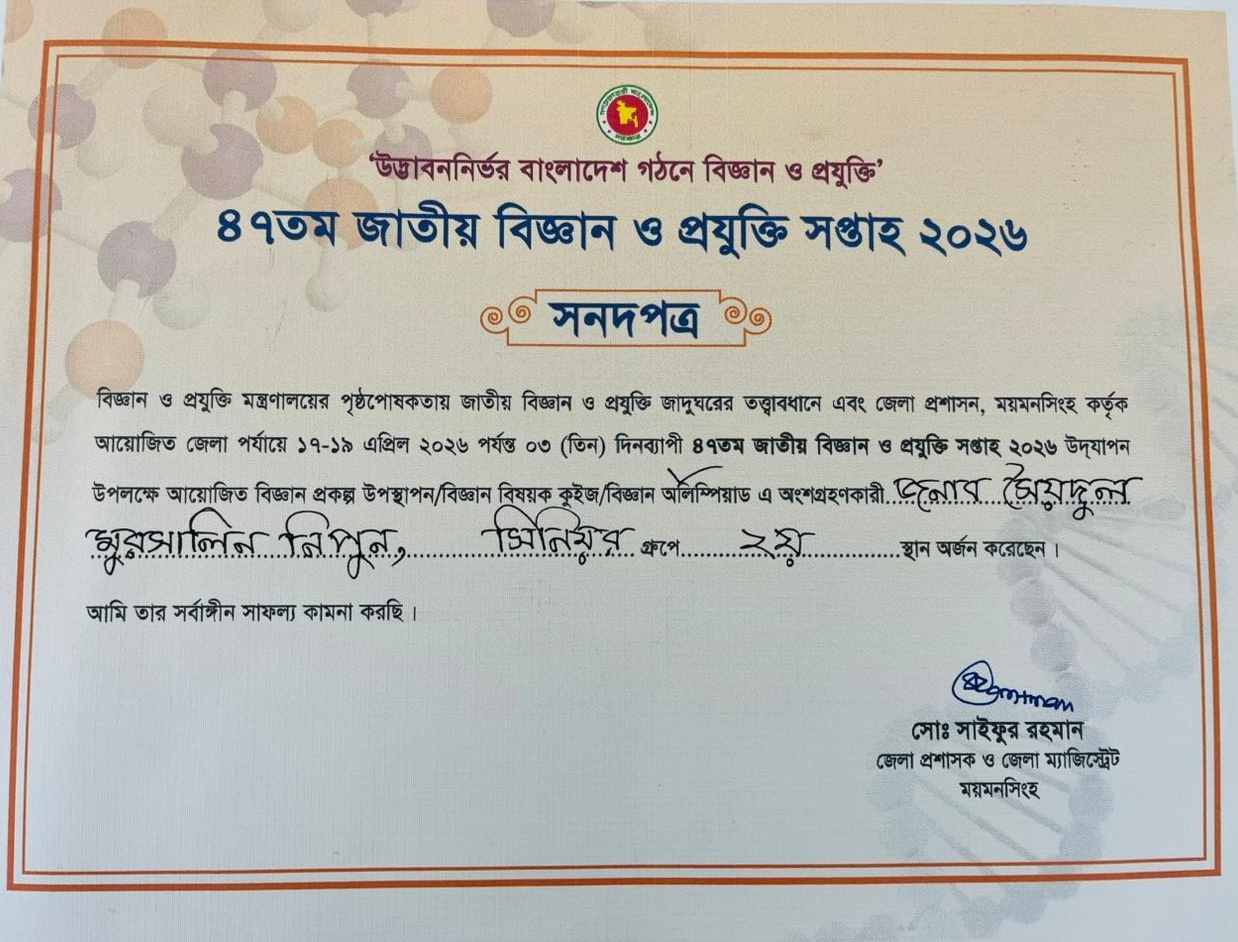 'উদ্ভাবননির্ভর বাংলাদেশ গঠনে বিজ্ঞান ও প্রযুক্তি'
৪৭তম জাতীয় বিজ্ঞান ও প্রযুক্তি সপ্তাহ ২০২৬
সনদপত্র
বিজ্ঞান ও প্রযুক্তি মন্ত্রণালয়ের পৃষ্ঠপোষকতায় জাতীয় বিজ্ঞান ও প্রযুক্তি জাদুঘরের তত্ত্বাবধানে এবং জেলা প্রশাসন, ময়মনসিংহ কর্তৃক
আয়োজিত জেলা পর্যায়ে ১৭-১৯ এপ্রিল ২০২৬ পর্যন্ত ০৩ (তিন) দিনব্যাপী ৪৭তম জাতীয় বিজ্ঞান ও প্রযুক্তি সপ্তাহ ২০২৬ উদ্‌যাপন
উপলক্ষে আয়োজিত বিজ্ঞান প্রকল্প উপস্থাপন/বিজ্ঞান বিষয়ক কুইজ/বিজ্ঞান অলিম্পিয়াড এ অংশগ্রহণকারী জনাব সৈয়দুল
মুরসালিন নিপুন, সিনিয়র গ্রুপে ২য় স্থান অর্জন করেছেন।
আমি তার সর্বাঙ্গীন সাফল্য কামনা করছি।
মোঃ সাইফুর রহমান
জেলা প্রশাসক ও জেলা ম্যাজিস্ট্রেট
ময়মনসিংহ